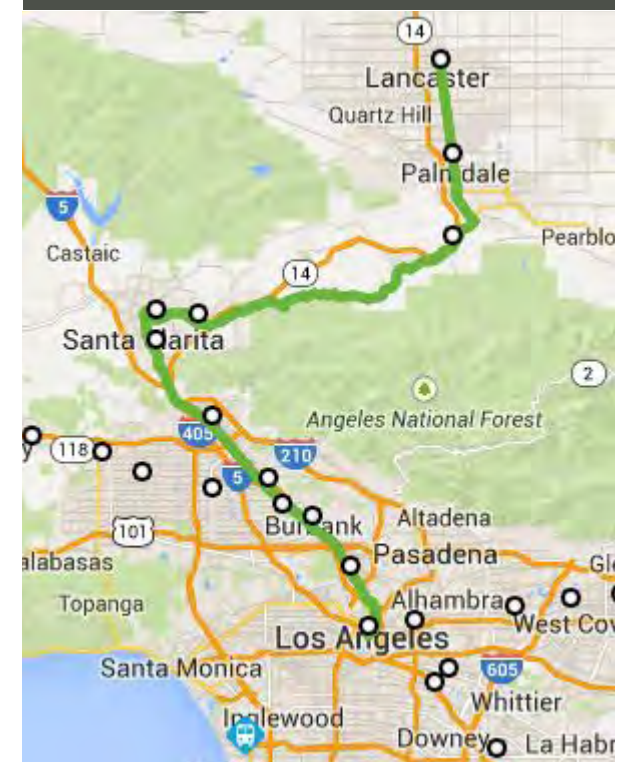 14
Lancaster
Quartz Hill
Palmdale
5
Castaic
Pearblo
14
Santa Clarita
2
Angeles National Forest
405
118
210
5
101
Burbank
Altadena
alabasas
Pasadena
Gl
Topanga
Alhambra
West Cov
Los Angeles
Santa Monica
605
Whittier
Inglewood
Downey
La Habr